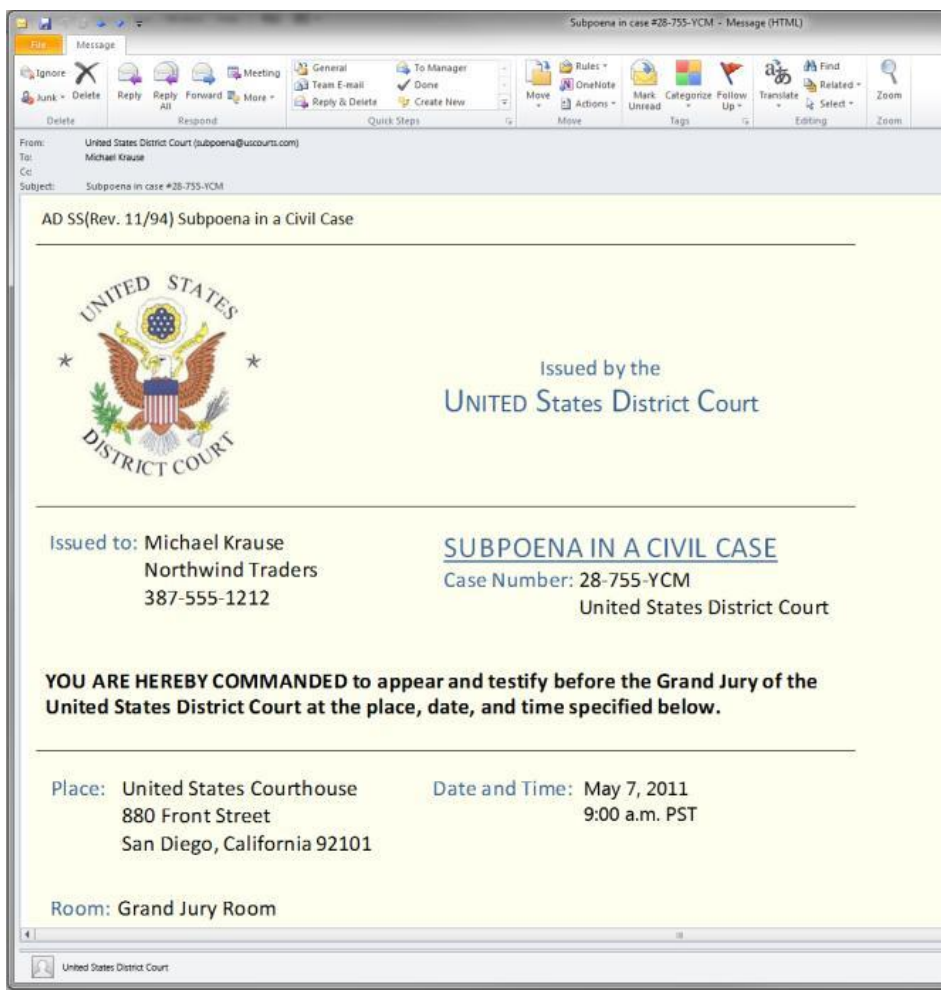 Subpoena in case #28-755-YCM - Message (HTML)
File Message
Ignore
Junk
Delete
Reply
Reply All
Forward
Meeting
More
General
Team E-mail
Reply & Delete
To Manager
Done
Create New
Move
Rules
OneNote
Actions
Mark Unread
Categorize
Follow Up
Translate
Find
Related
Select
Zoom
Delete Respond Quick Steps Move Tags Editing Zoom
From: United States District Court (subpoena@uscourts.com)
To: Michael Krause
Cc:
Subject: Subpoena in case #28-755-YCM
AD SS(Rev. 11/94) Subpoena in a Civil Case
UNITED STATES
DISTRICT COURT
Issued by the
UNITED States District Court
Issued to: Michael Krause
Northwind Traders
387-555-1212
SUBPOENA IN A CIVIL CASE
Case Number: 28-755-YCM
United States District Court
YOU ARE HEREBY COMMANDED to appear and testify before the Grand Jury of the
United States District Court at the place, date, and time specified below.
Place: United States Courthouse
880 Front Street
San Diego, California 92101
Date and Time: May 7, 2011
9:00 a.m. PST
Room: Grand Jury Room
United States District Court